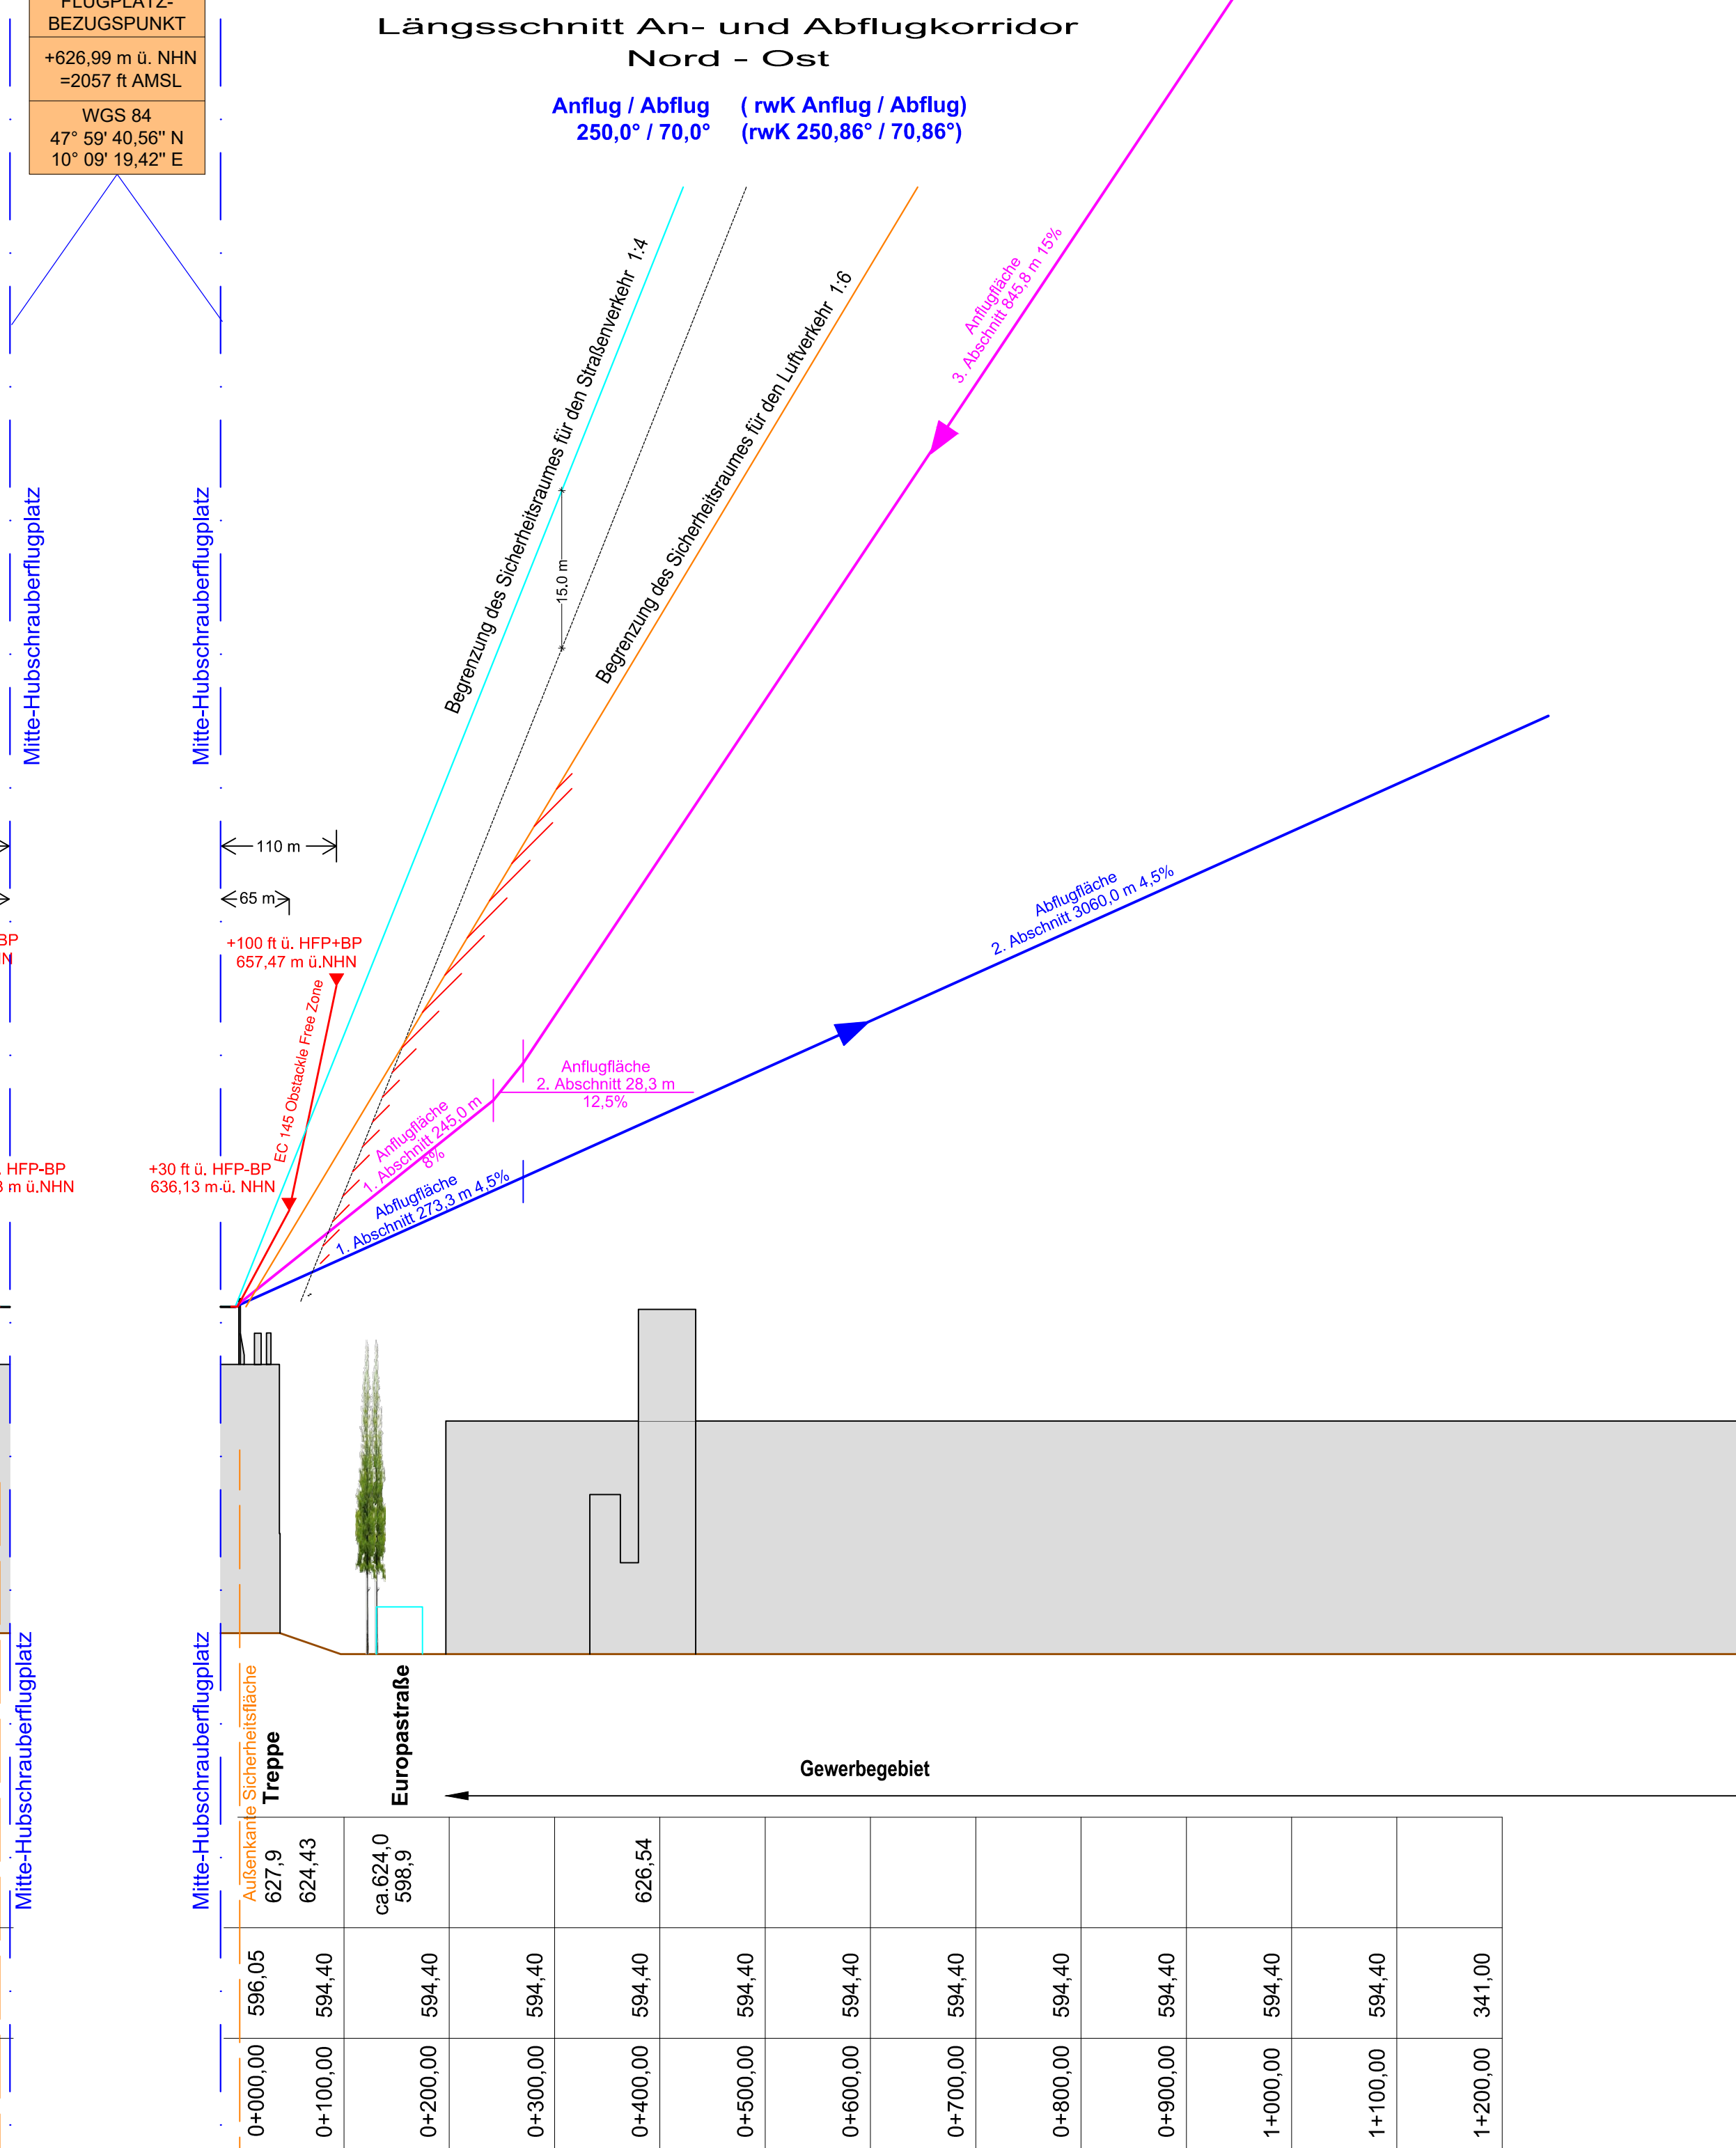 FLUGPLATZ-
BEZUGSPUNKT
+626,99 m ü. NHN
=2057 ft AMSL
WGS 84
47° 59' 40,56" N
10° 09' 19,42" E
Längsschnitt An- und Abflugkorridor
Nord - Ost
Anflug / Abflug ( rwK Anflug / Abflug)
250,0° / 70,0° (rwK 250,86° / 70,86°)
Mitte-Hubschrauberflugplatz
Mitte-Hubschrauberflugplatz
Begrenzung des Sicherheitsraumes für den Straßenverkehr 1:4
15.0 m
Begrenzung des Sicherheitsraumes für den Luftverkehr 1:6
Anflugfläche
3. Abschnitt 845,8 m 15%
Abflugfläche
2. Abschnitt 3060,0 m 4,5%
110 m
65 m
BP
HN
+100 ft ü. HFP+BP
657,47 m ü.NHN
EC 145 Obstackle Free Zone
. HFP-BP
3 m ü.NHN
+30 ft ü. HFP-BP
636,13 m ü. NHN
Anflugfläche
1. Abschnitt 245,0 m
8%
Anflugfläche
2. Abschnitt 28,3 m
12,5%
Abflugfläche
1. Abschnitt 273,3 m 4,5%
Mitte-Hubschrauberflugplatz
Mitte-Hubschrauberflugplatz
Außenkante Sicherheitsfläche
Treppe
Europastraße
Gewerbegebiet
627,9
624,43
ca.624,0
598,9
626,54
596,05
594,40
594,40
594,40
594,40
594,40
594,40
594,40
594,40
594,40
594,40
594,40
341,00
0+000,00
0+100,00
0+200,00
0+300,00
0+400,00
0+500,00
0+600,00
0+700,00
0+800,00
0+900,00
1+000,00
1+100,00
1+200,00